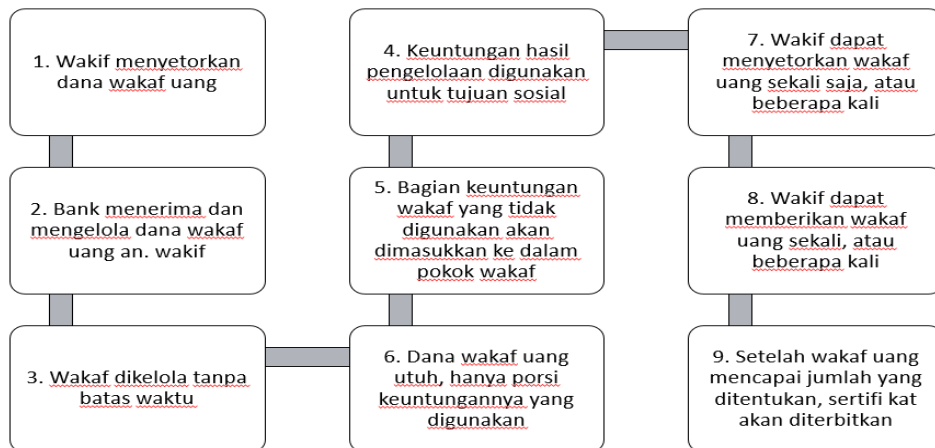 1. Wakif menyetorkan
dana wakaf uang
2. Bank menerima dan
mengelola dana wakaf
uang an. wakif
3. Wakaf dikelola tanpa
batas waktu
4. Keuntungan hasil
pengelolaan digunakan
untuk tujuan sosial
5. Bagian keuntungan
wakaf yang tidak
digunakan akan
dimasukkan ke dalam
pokok wakaf
6. Dana wakaf uang
utuh, hanya porsi
keuntungannya yang
digunakan
7. Wakif dapat
menyetorkan wakaf
uang sekali saja, atau
beberapa kali
8. Wakif dapat
memberikan wakaf
uang sekali, atau
beberapa kali
9. Setelah wakaf uang
mencapai jumlah yang
ditentukan, sertifi kat
akan diterbitkan